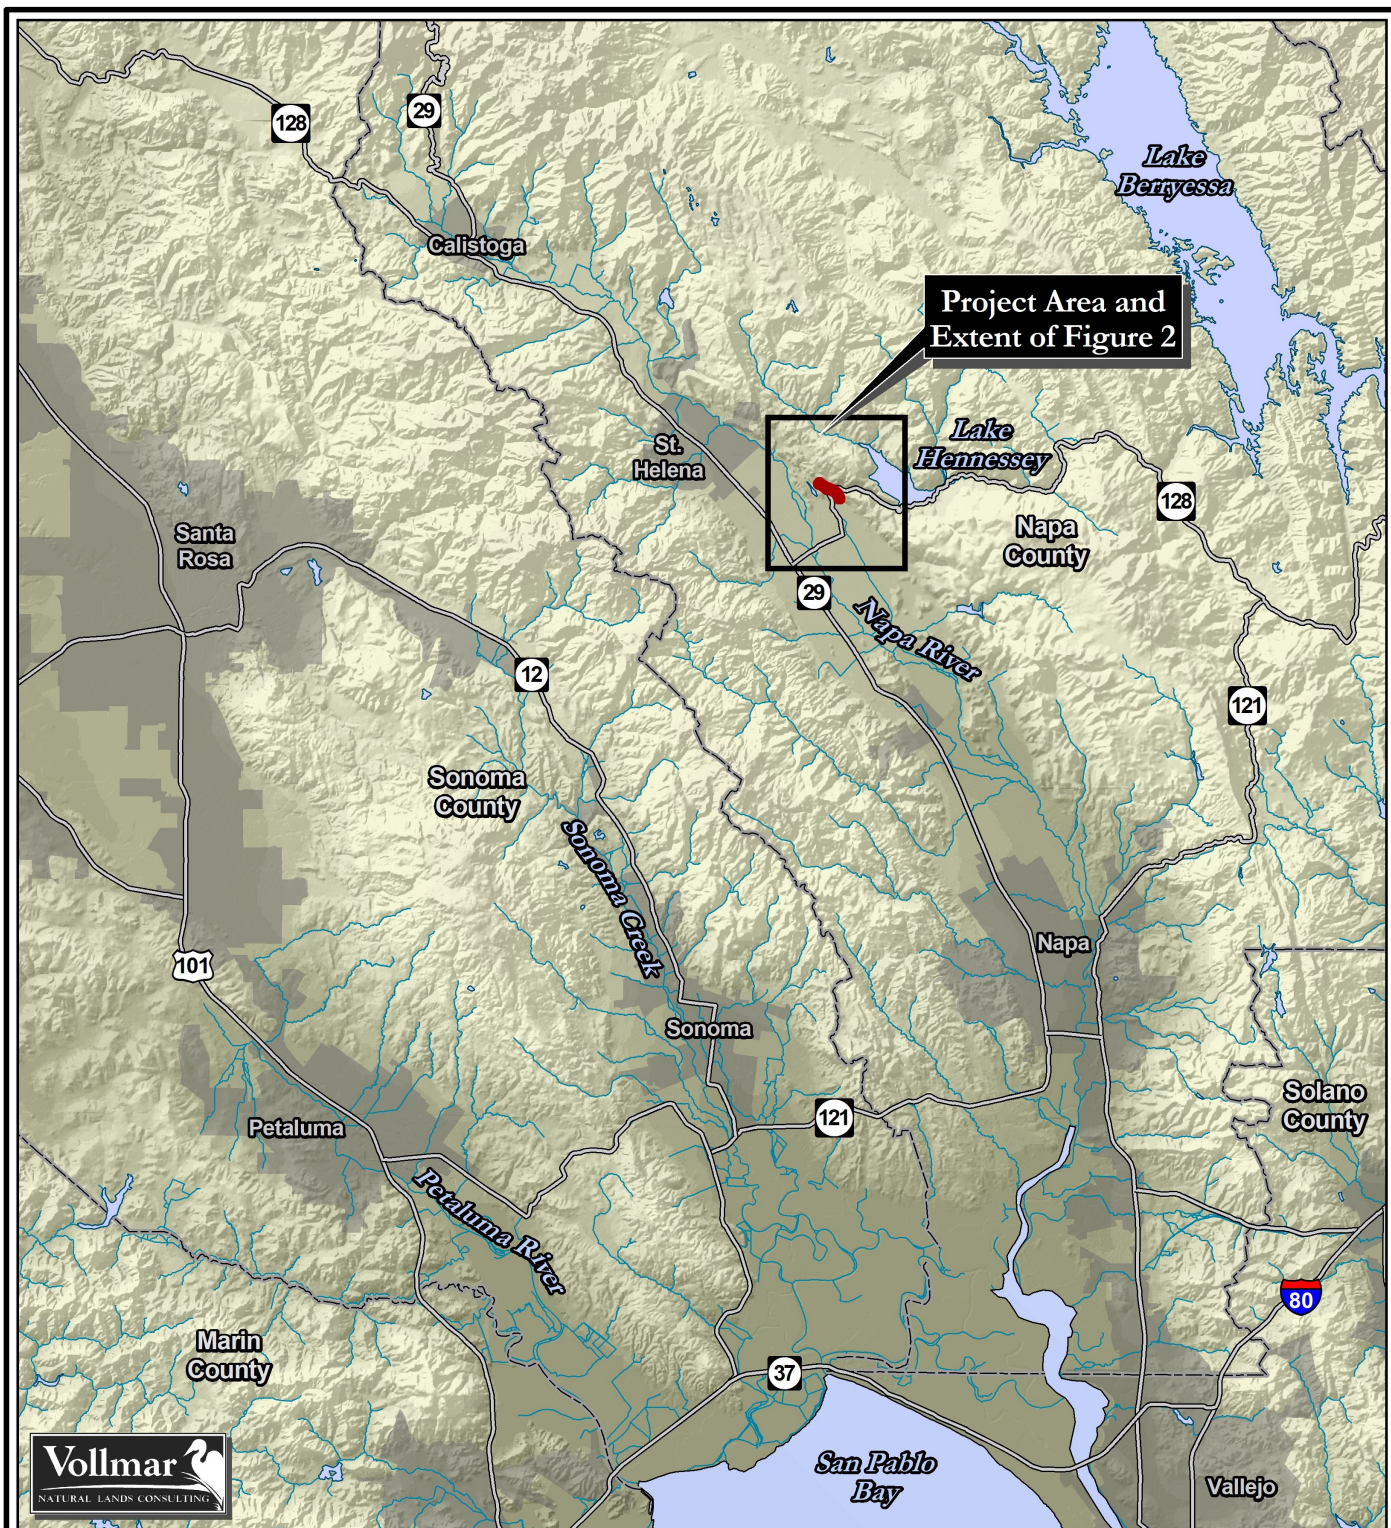 128
29
Lake
Berryessa
Calistoga
Project Area and
Extent of Figure 2
St.
Helena
Lake
Hennessey
128
Santa
Rosa
Napa
County
29
Napa River
12
121
Sonoma
County
Sonoma Creek
Napa
101
Sonoma
Solano
County
121
Petaluma
Petaluma River
80
Marin
County
37
Vollmar
NATURAL LANDS CONSULTING
San Pablo
Bay
Vallejo